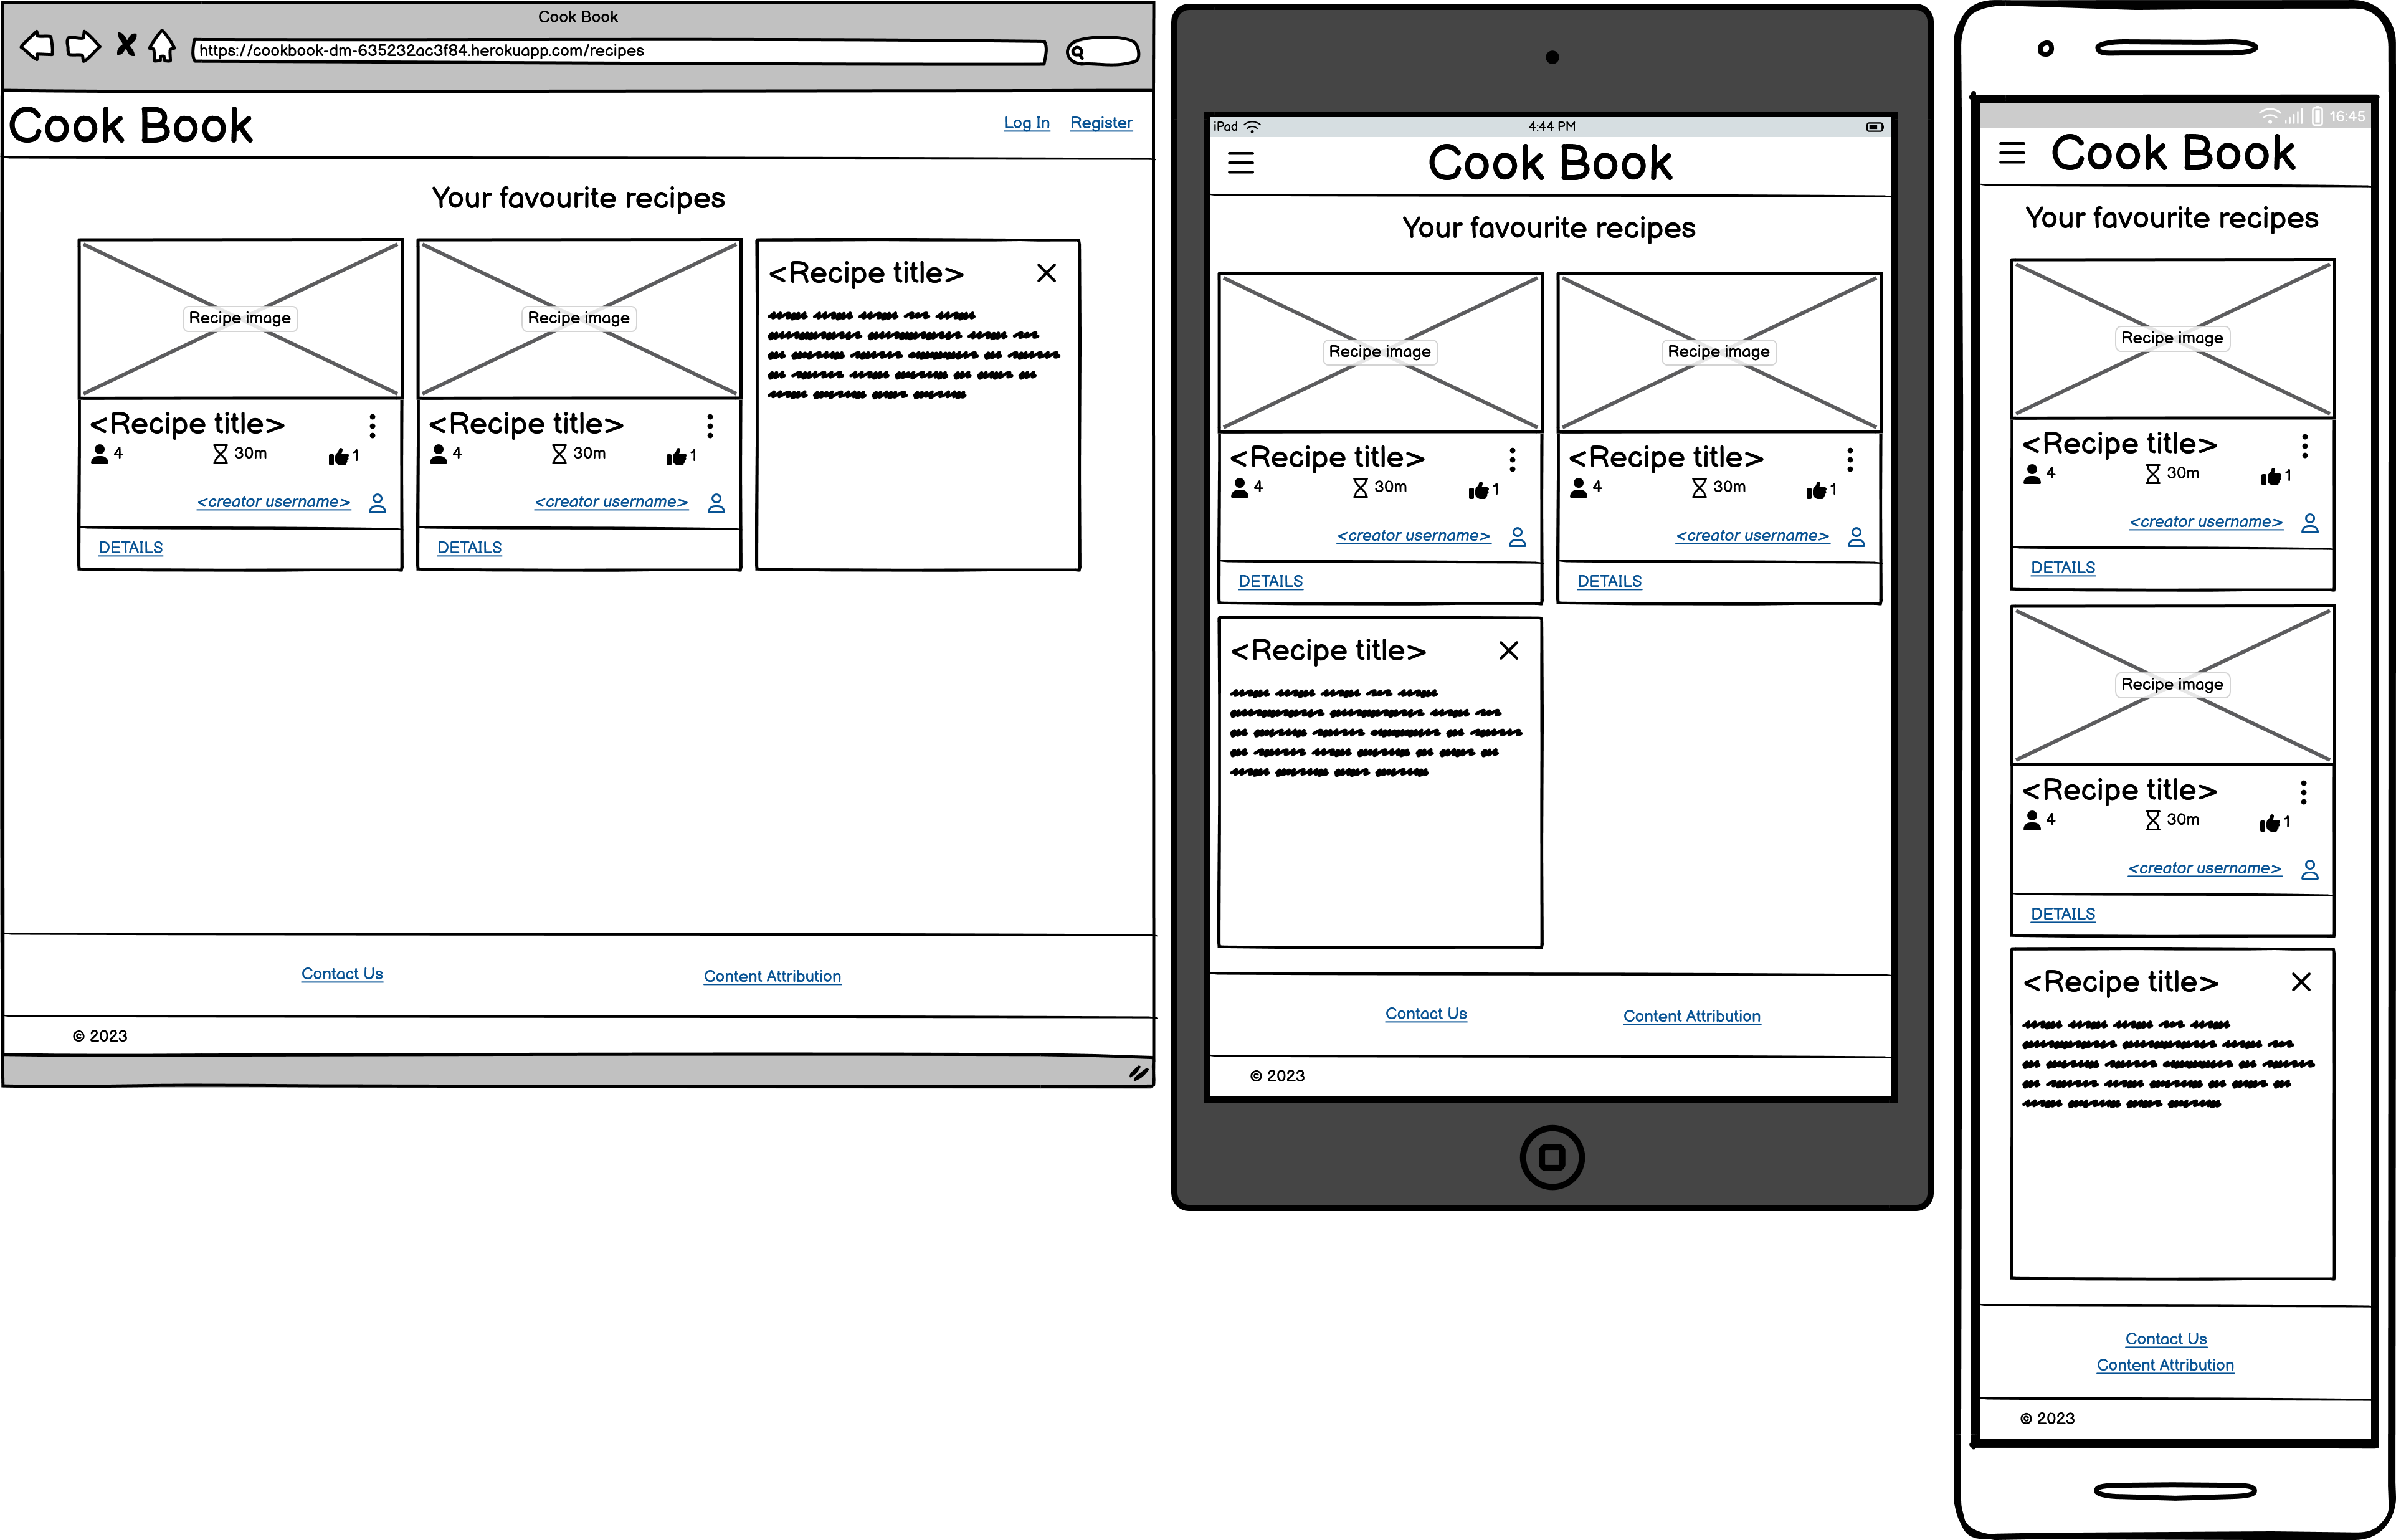 Cook Book
https://cookbook-dm-635232ac3f84.herokuapp.com/recipes
Cook Book
Log In Register
Your favourite recipes
Recipe image
Recipe image
<Recipe title>
<Recipe title>
<Recipe title>
4 30m 1
4 30m 1
<creator username>
<creator username>
DETAILS
DETAILS
Contact Us Content Attribution
© 2023
iPad 4:44 PM
Cook Book
Your favourite recipes
Recipe image
Recipe image
<Recipe title>
4 30m 1
<creator username>
DETAILS
<Recipe title>
4 30m 1
<creator username>
DETAILS
<Recipe title>
Contact Us Content Attribution
© 2023
16:45
Cook Book
Your favourite recipes
Recipe image
<Recipe title>
4 30m 1
<creator username>
DETAILS
Recipe image
<Recipe title>
4 30m 1
<creator username>
DETAILS
<Recipe title>
Contact Us
Content Attribution
© 2023